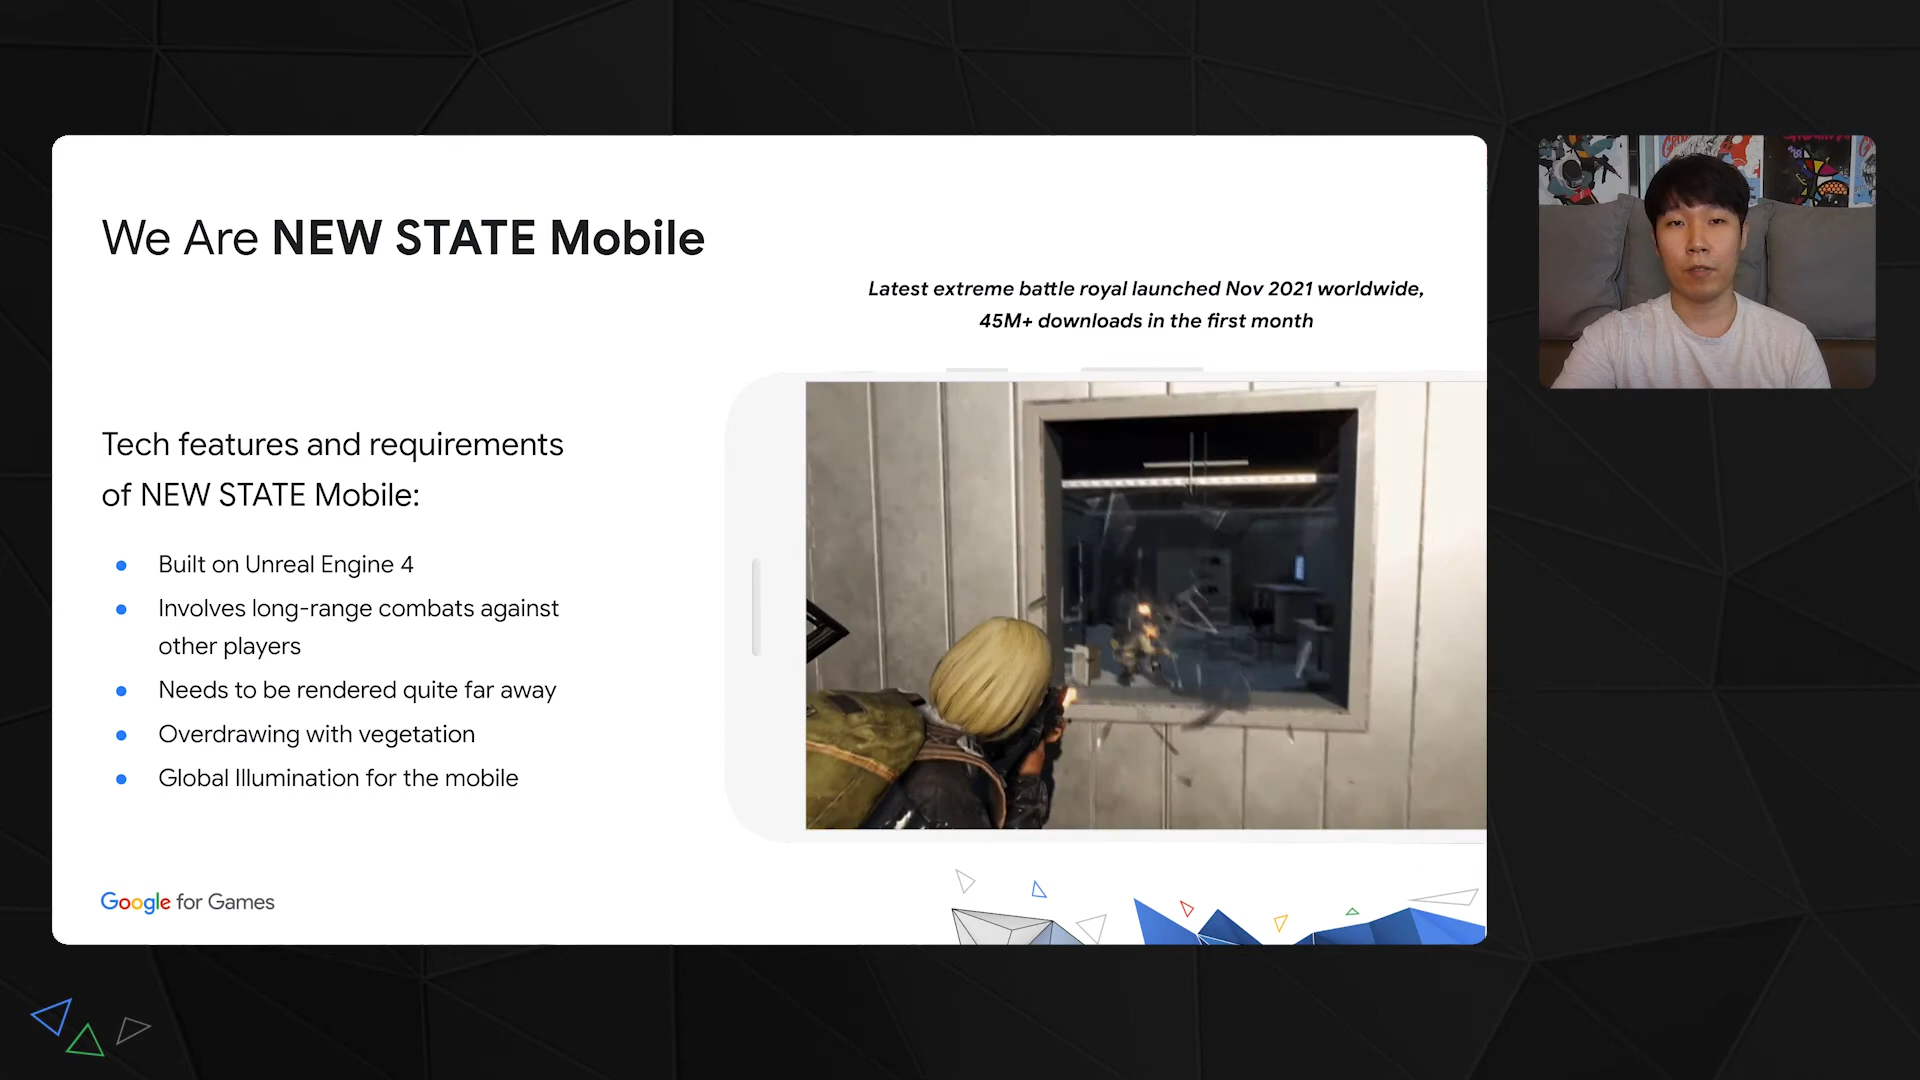 We Are NEW STATE Mobile
Latest extreme battle royal launched Nov 2021 worldwide,
45M+ downloads in the first month
Tech features and requirements
of NEW STATE Mobile:
Built on Unreal Engine 4
Involves long-range combats against
other players
Needs to be rendered quite far away
Overdrawing with vegetation
Global Illumination for the mobile
Google for Games